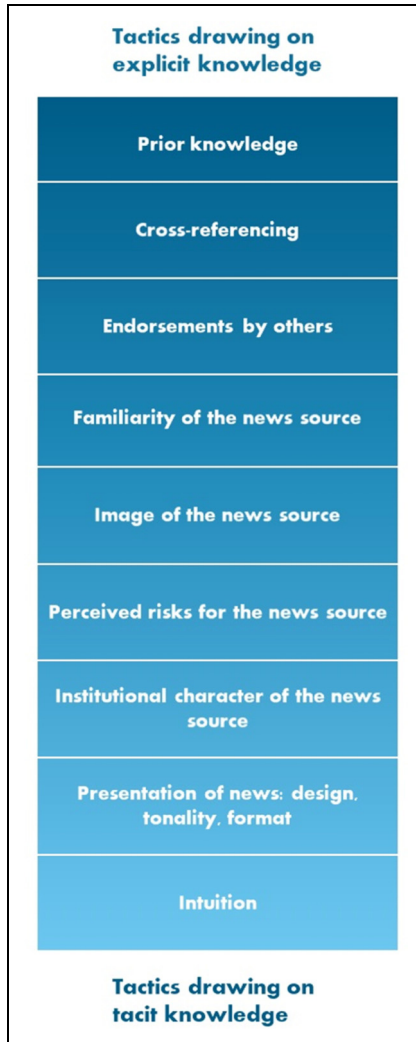 Tactics drawing on
explicit knowledge
Prior knowledge
Cross-referencing
Endorsements by others
Familiarity of the news source
Image of the news source
Perceived risks for the news source
Institutional character of the news
source
Presentation of news: design,
tonality, format
Intuition
Tactics drawing on
tacit knowledge